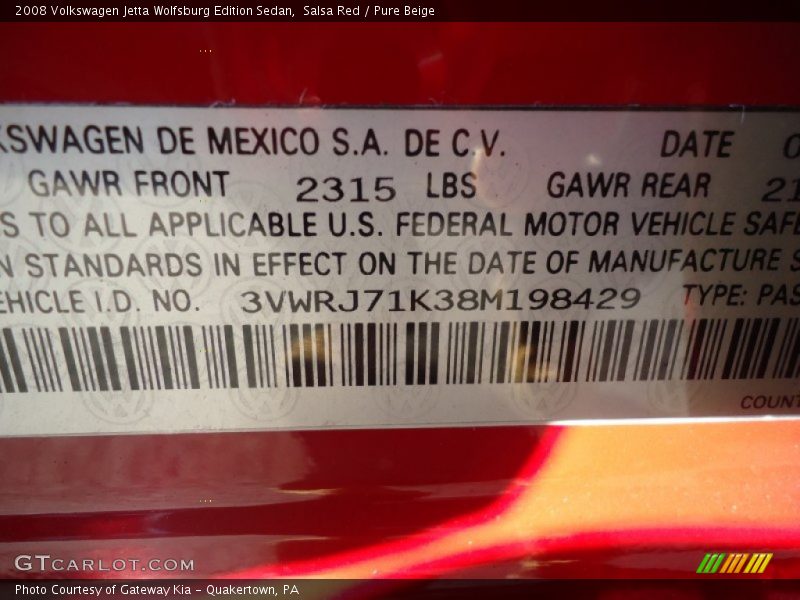 2008 Volkswagen Jetta Wolfsburg Edition Sedan,  Salsa Red / Pure Beige
KSWAGEN DE MEXICO S.A. DE C.V. DATE
GAWR FRONT 2315 LBS GAWR REAR 21
S TO ALL APPLICABLE U.S. FEDERAL MOTOR VEHICLE SAFE
N STANDARDS IN EFFECT ON THE DATE OF MANUFACTURE S
EHICLE I.D. NO. 3VWRJ71K38M198429 TYPE: PAS
COUNT
GTCARLOT.COM
Photo Courtesy of Gateway Kia - Quakertown, PA